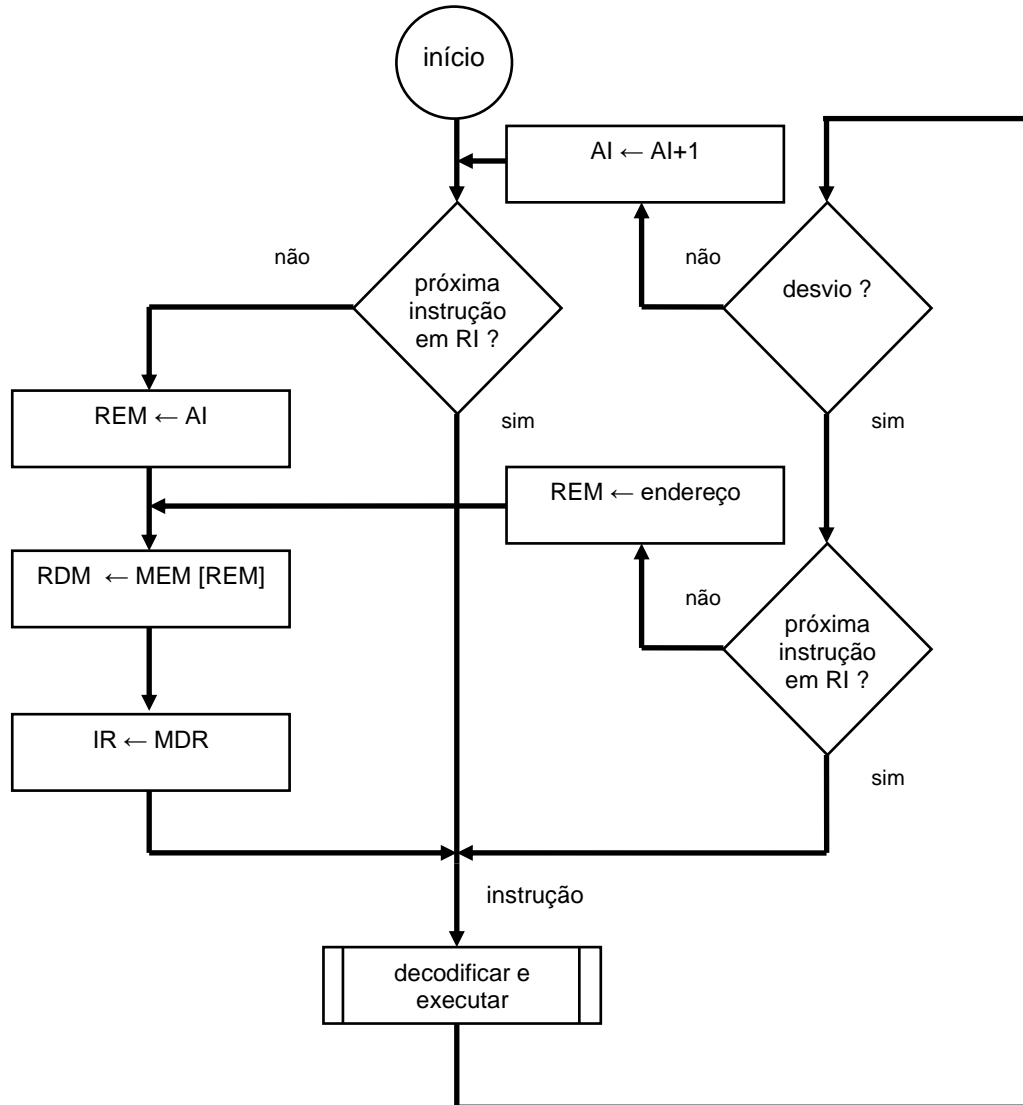 início
AI ← AI+1
não
próxima
instrução
em RI ?
não
desvio ?
REM ← AI
sim
sim
REM ← endereço
RDM ← MEM [REM]
não
próxima
instrução
em RI ?
IR ← MDR
sim
instrução
decodificar e
executar